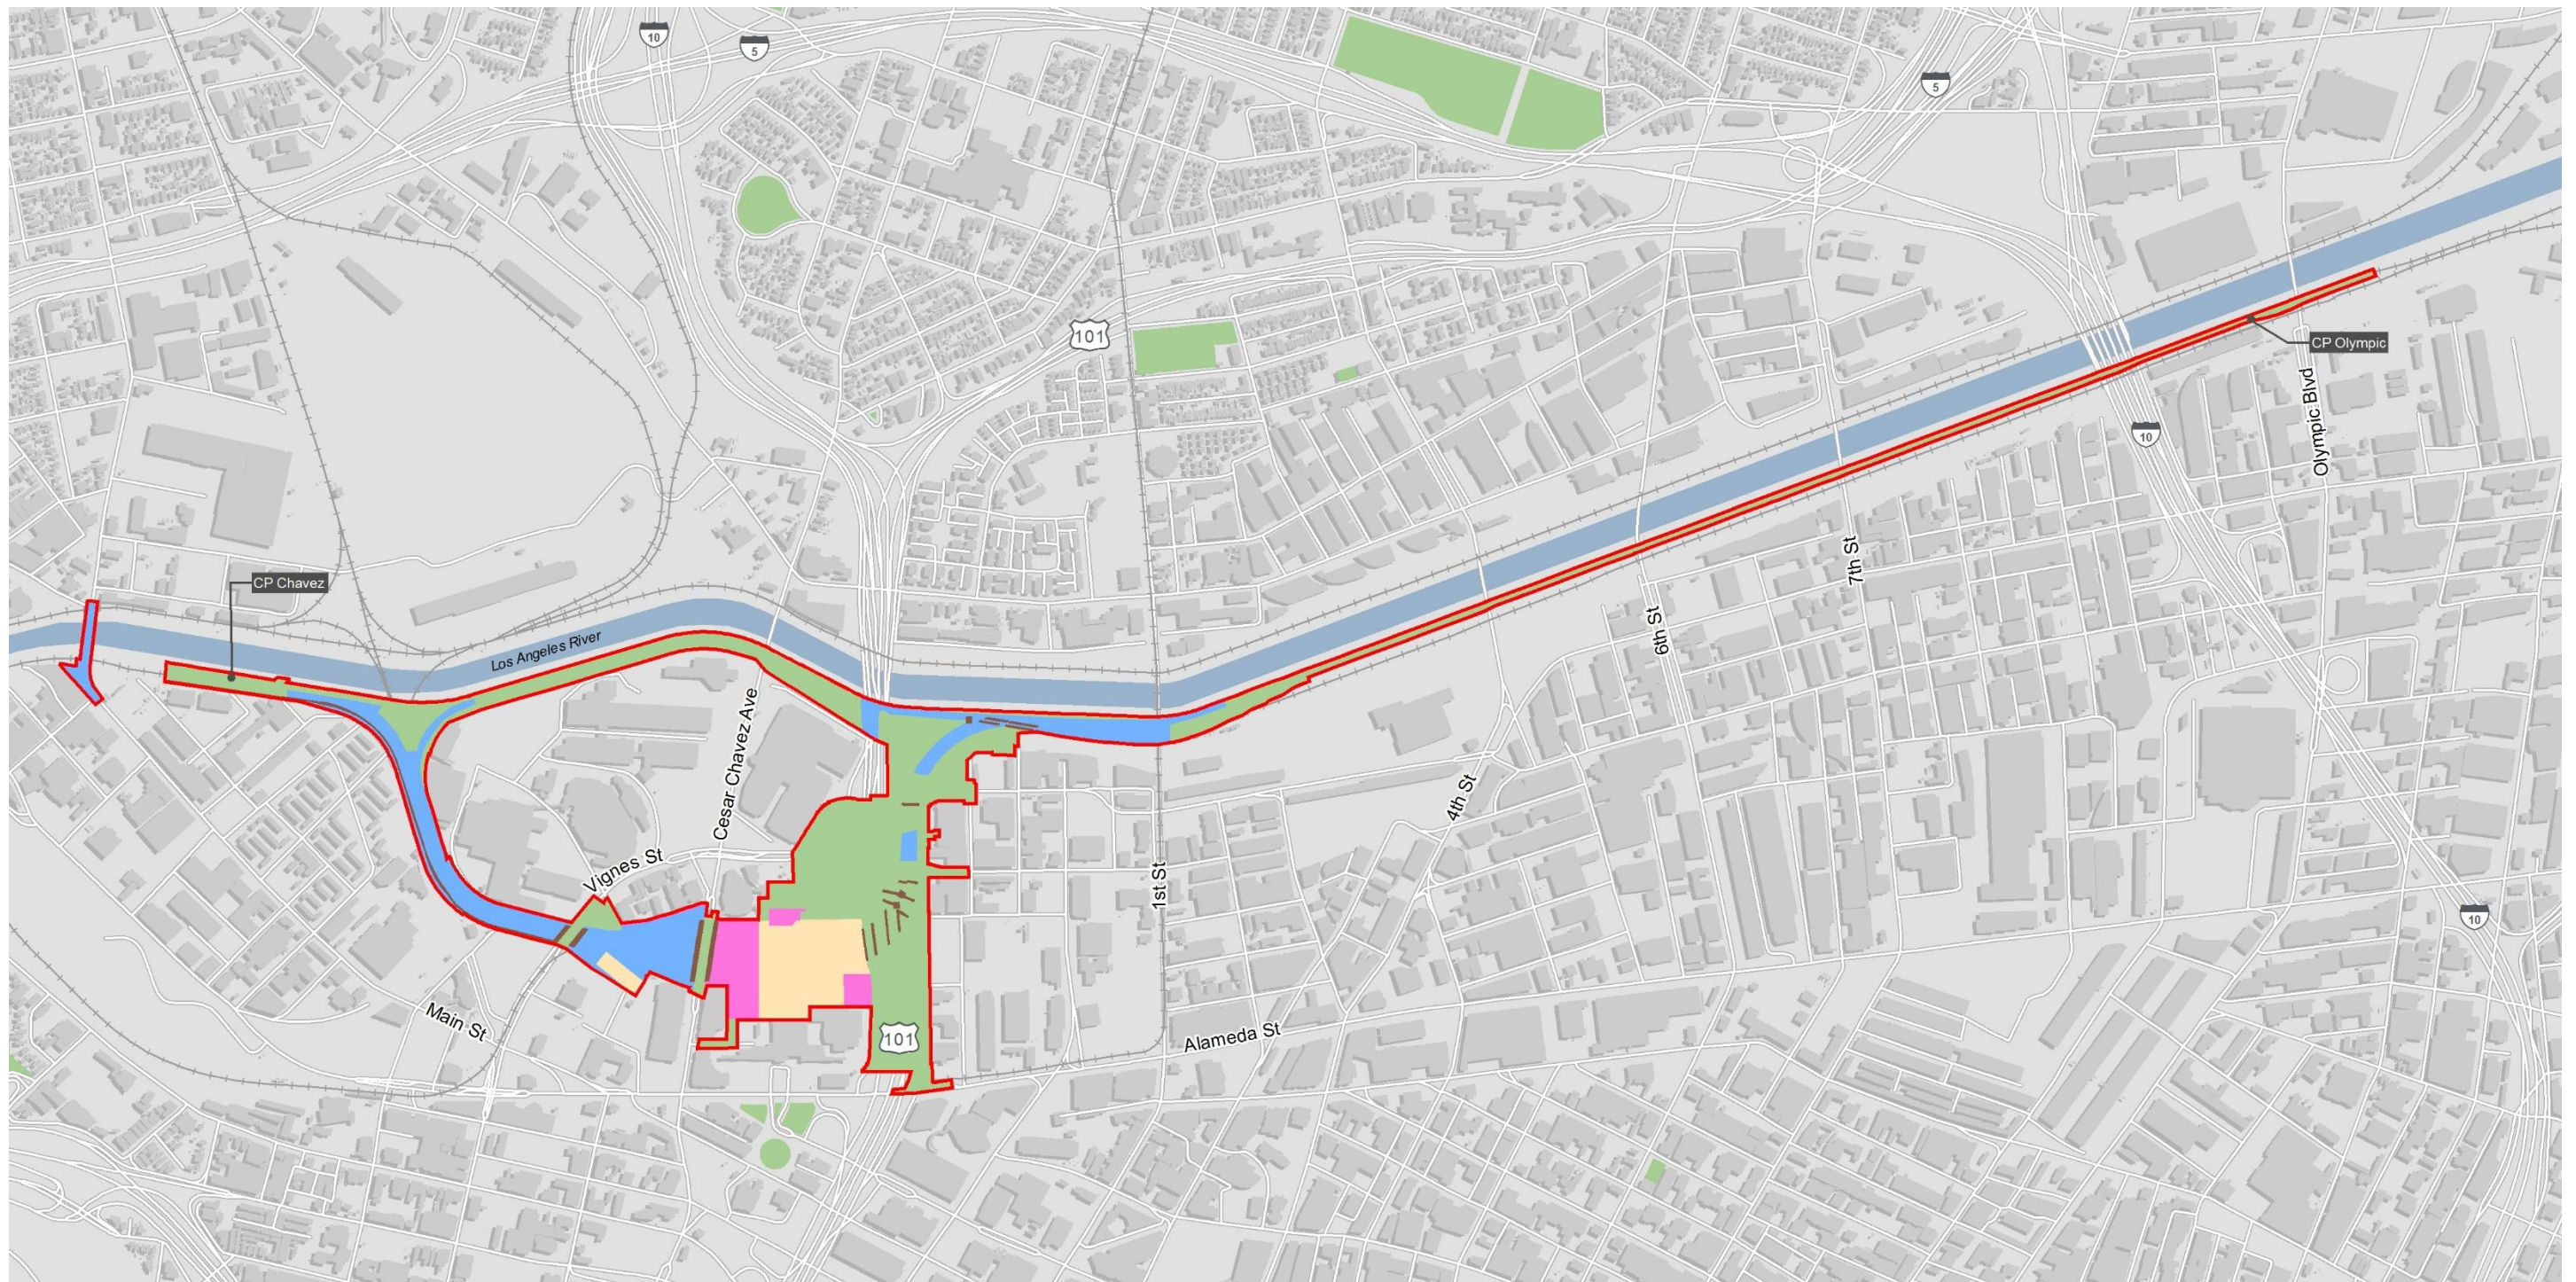 10
5
5
101
CP Olympic
Olympic Blvd
10
CP Chavez
Los Angeles River
7th St
6th St
Cesar Chavez Ave
4th St
Vignes St
1st St
10
Main St
101
Alameda St